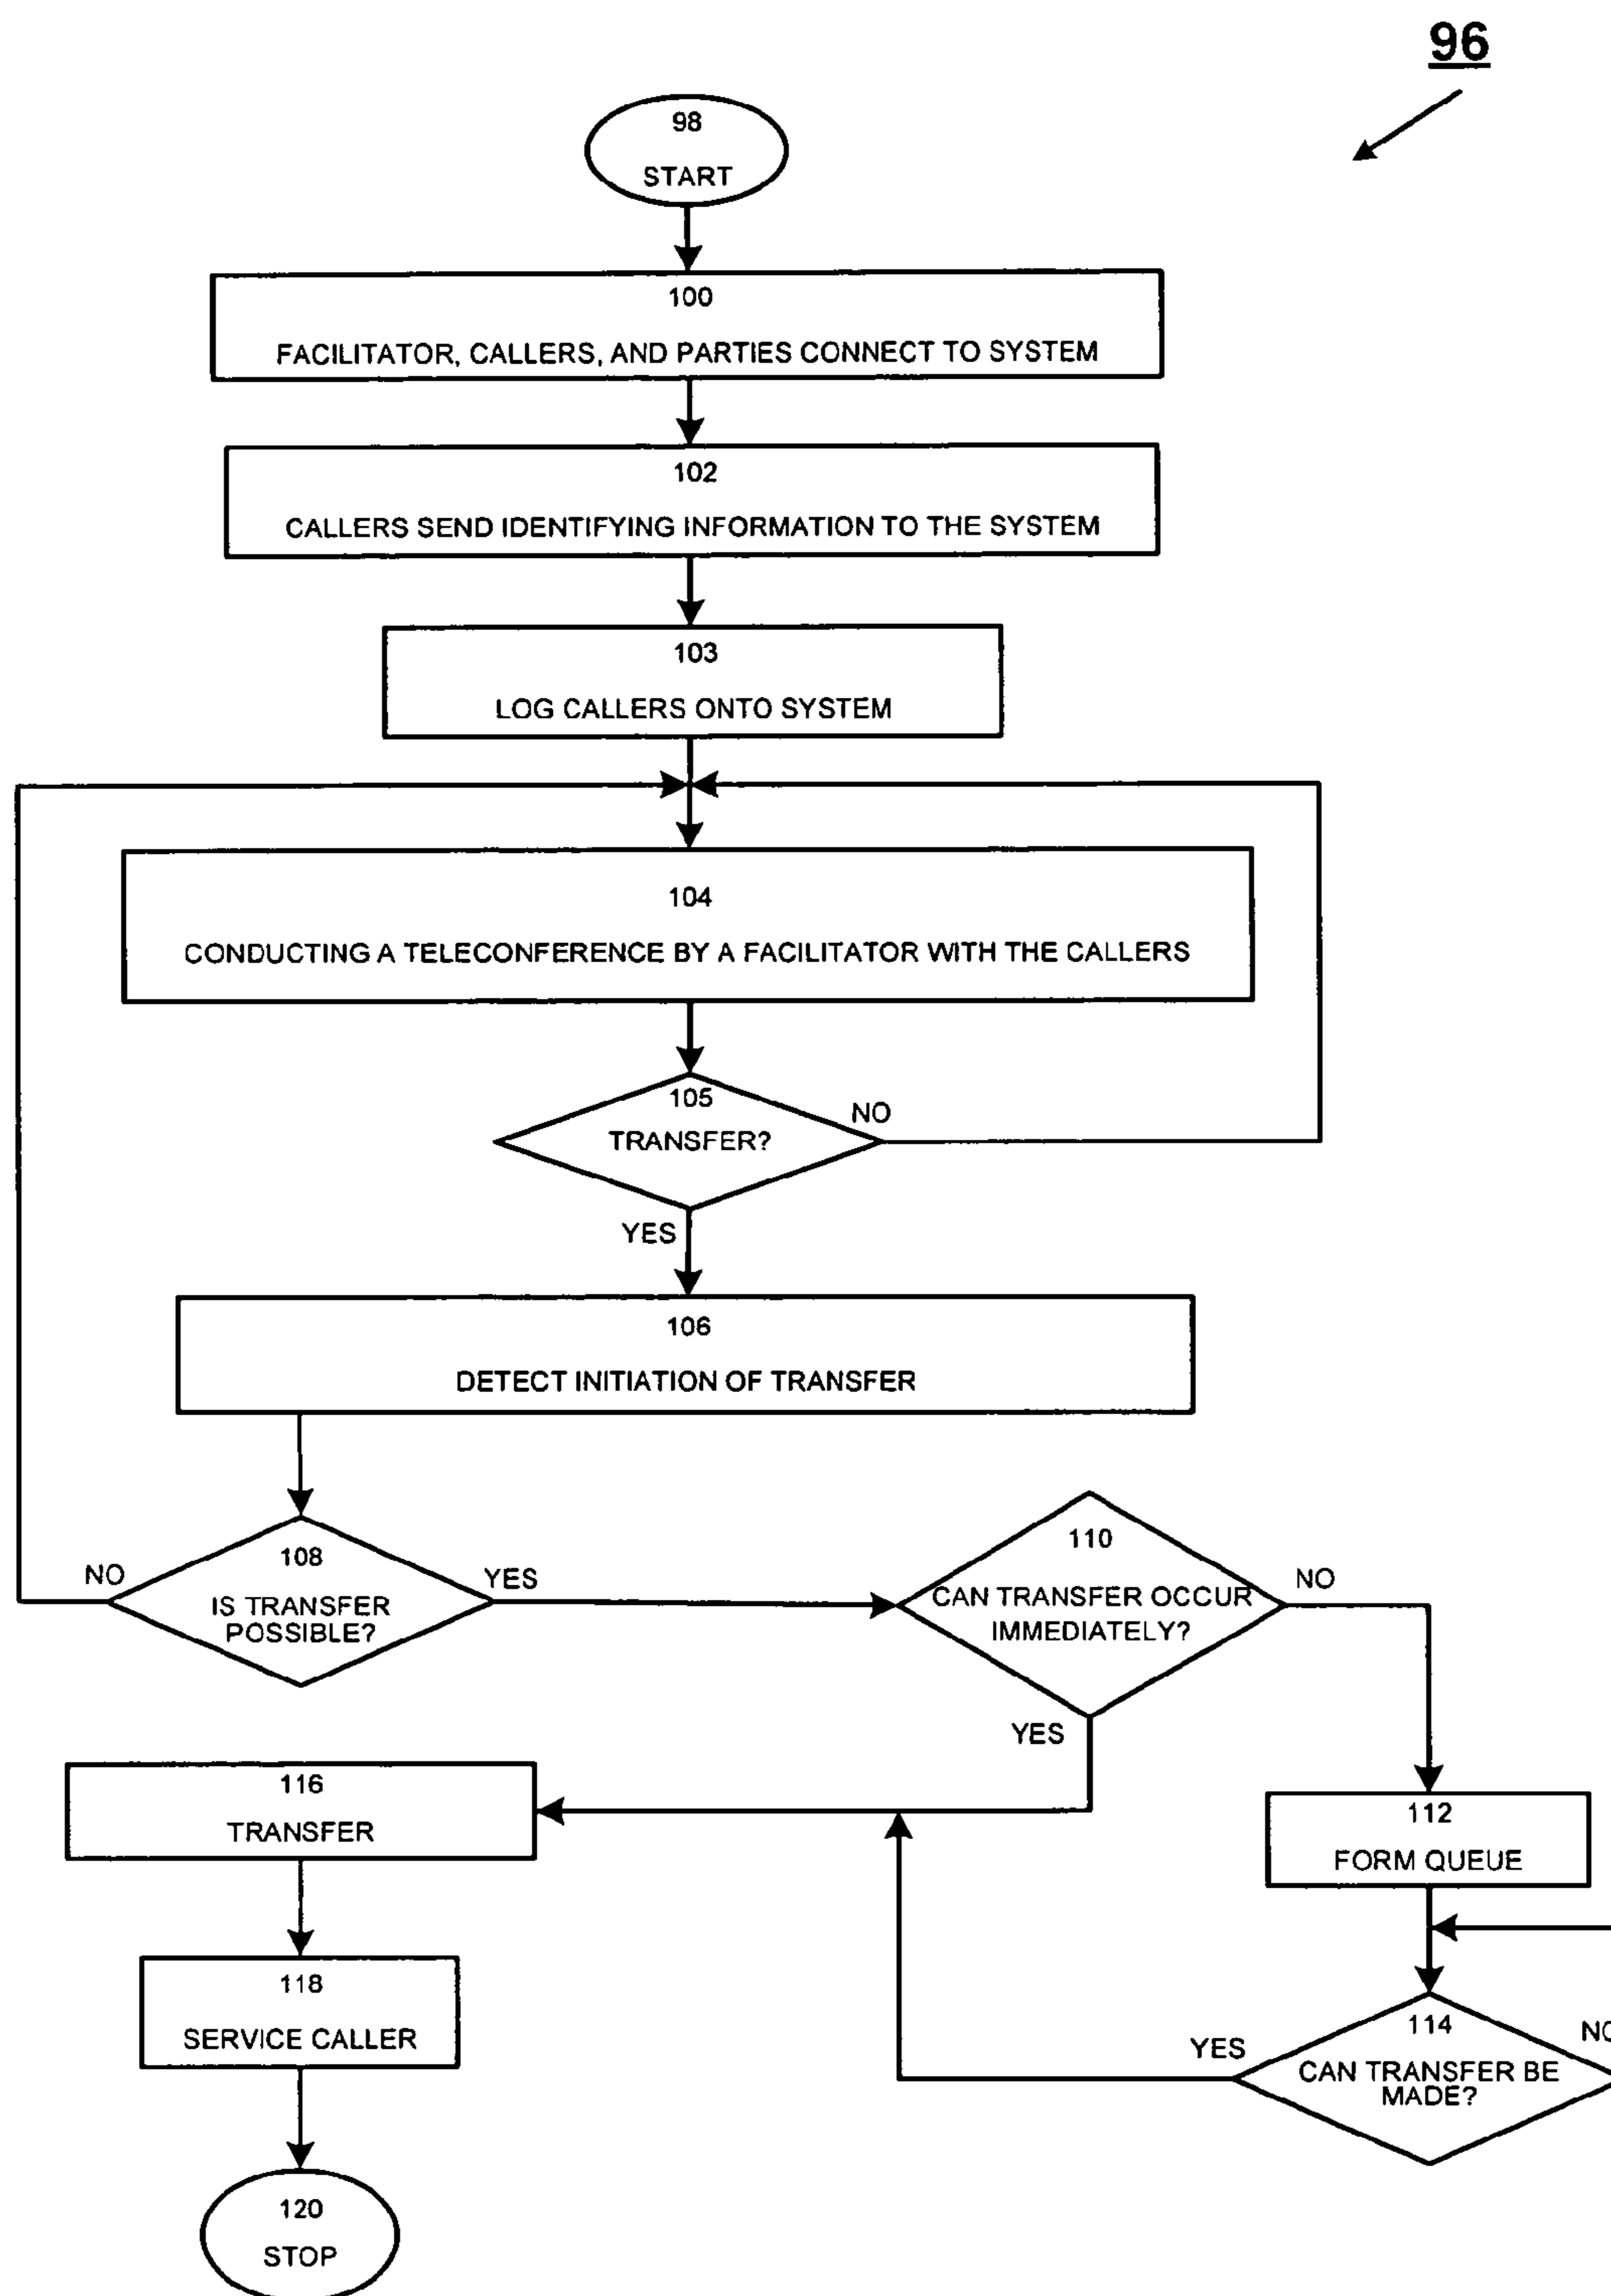 96
98
START
100
FACILITATOR, CALLERS, AND PARTIES CONNECT TO SYSTEM
102
CALLERS SEND IDENTIFYING INFORMATION TO THE SYSTEM
103
LOG CALLERS ONTO SYSTEM
104
CONDUCTING A TELECONFERENCE BY A FACILITATOR WITH THE CALLERS
105
TRANSFER?
NO
YES
106
DETECT INITIATION OF TRANSFER
108
IS TRANSFER
POSSIBLE?
NO
YES
110
CAN TRANSFER OCCUR
IMMEDIATELY?
NO
YES
112
FORM QUEUE
114
CAN TRANSFER BE
MADE?
YES
NO
116
TRANSFER
118
SERVICE CALLER
120
STOP